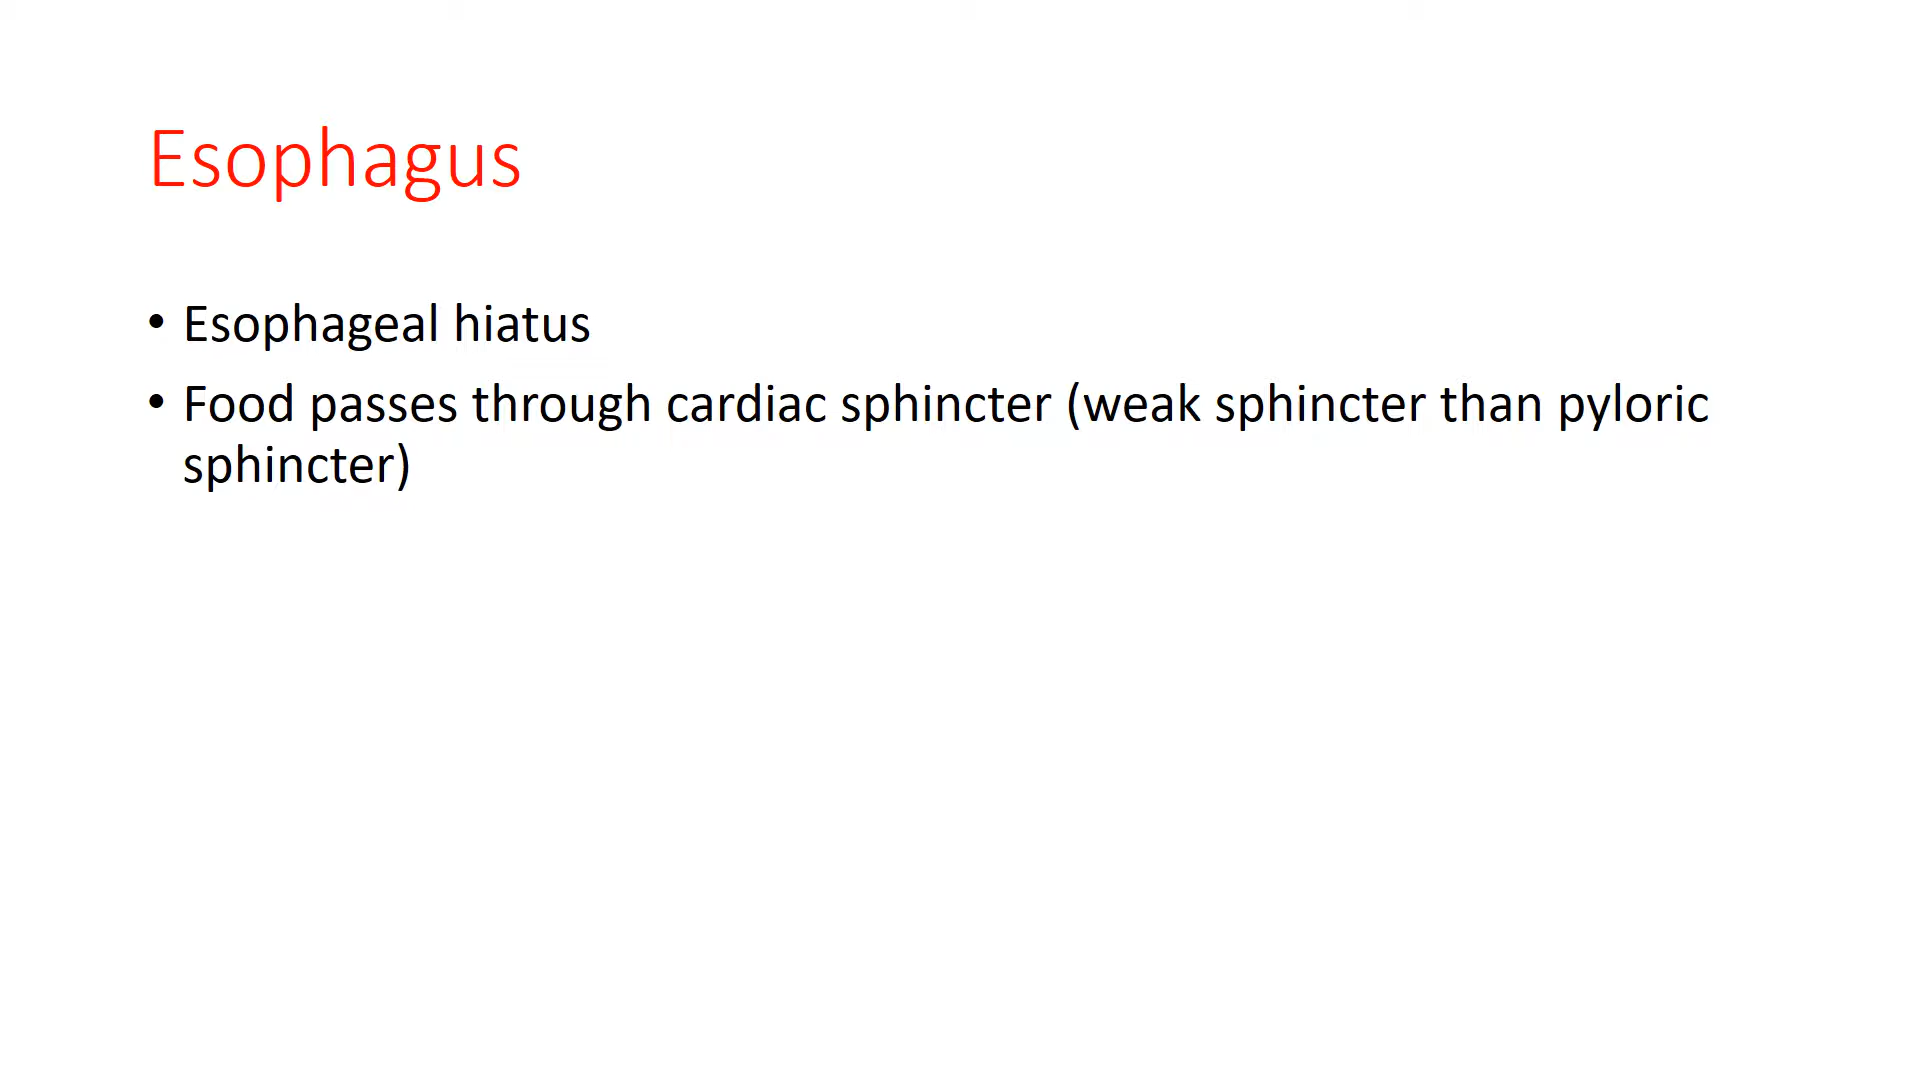 Esophagus
• Esophageal hiatus
• Food passes through cardiac sphincter (weak sphincter than pyloric
sphincter)